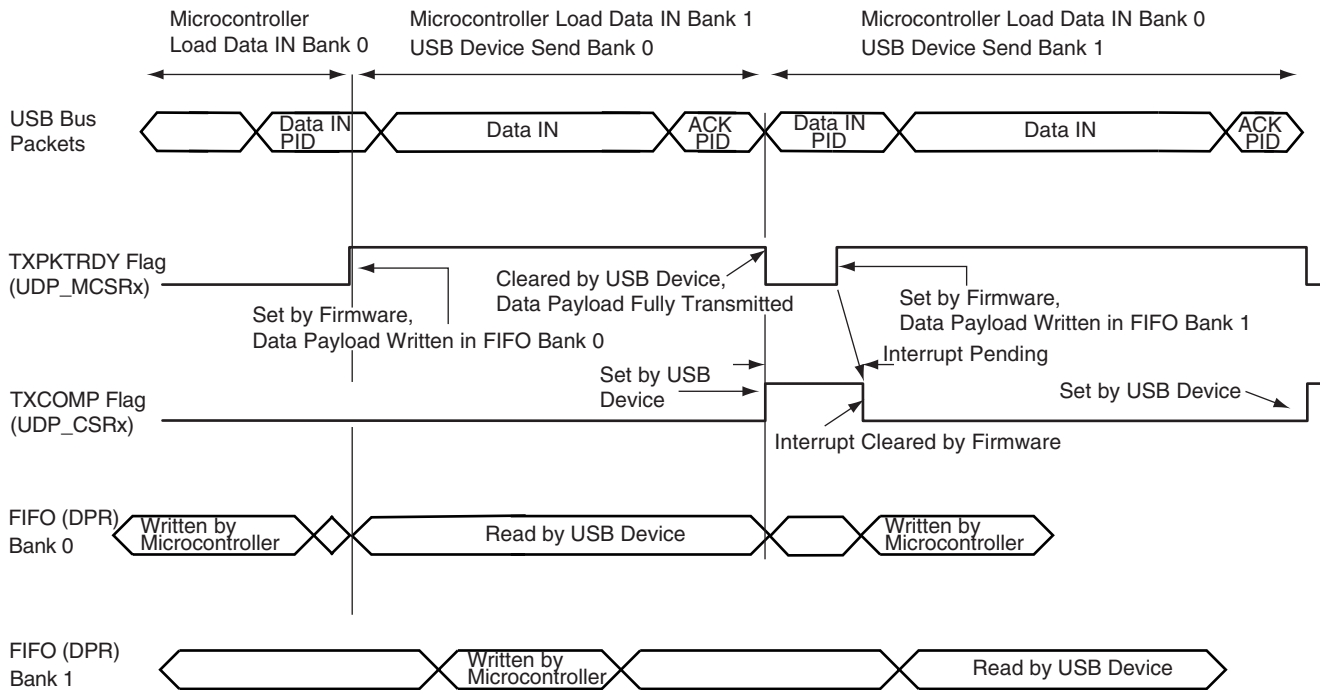 Microcontroller
Load Data IN Bank 0
Microcontroller Load Data IN Bank 1
USB Device Send Bank 0
Microcontroller Load Data IN Bank 0
USB Device Send Bank 1
USB Bus
Packets
Data IN
PID
Data IN
ACK
PID
Data IN
PID
Data IN
ACK
PID
TXPKTRDY Flag
(UDP_MCSRx)
Set by Firmware,
Data Payload Written in FIFO Bank 0
Cleared by USB Device,
Data Payload Fully Transmitted
Set by Firmware,
Data Payload Written in FIFO Bank 1
Interrupt Pending
TXCOMP Flag
(UDP_CSRx)
Set by USB
Device
Set by USB Device
Interrupt Cleared by Firmware
FIFO (DPR)
Bank 0
Written by
Microcontroller
Read by USB Device
Written by
Microcontroller
FIFO (DPR)
Bank 1
Written by
Microcontroller
Read by USB Device